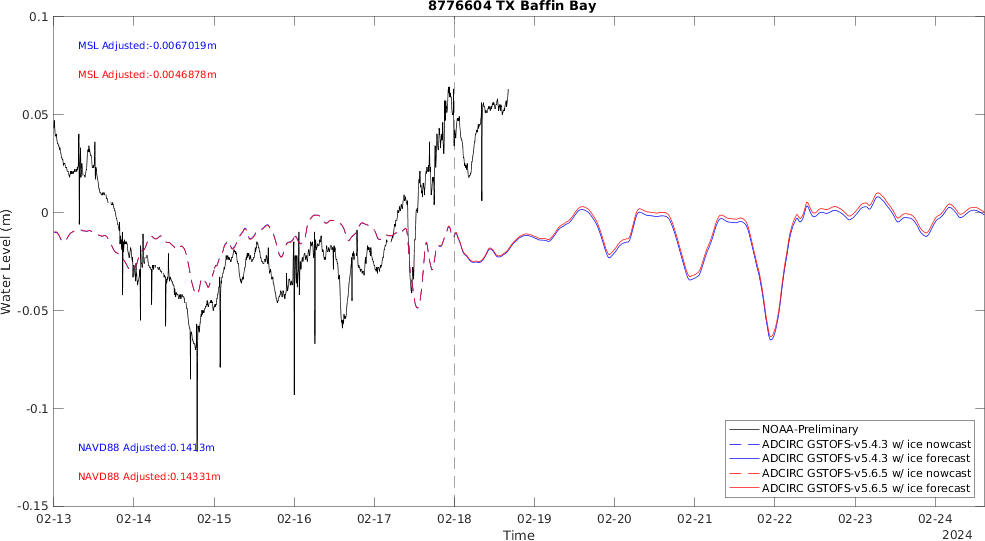 8776604 TX Baffin Bay
MSL Adjusted:-0.0067019m
MSL Adjusted:-0.0046878m
NAVD88 Adjusted:0.1413m
NAVD88 Adjusted:0.14331m
Water Level (m)
0.1
0.05
0
-0.05
-0.1
-0.15
NOAA-Preliminary
ADCIRC GSTOFS-v5.4.3 w/ ice nowcast
ADCIRC GSTOFS-v5.4.3 w/ ice forecast
ADCIRC GSTOFS-v5.6.5 w/ ice nowcast
ADCIRC GSTOFS-v5.6.5 w/ ice forecast
02-13 02-14 02-15 02-16 02-17 02-18 02-19 02-20 02-21 02-22 02-23 02-24
Time
2024